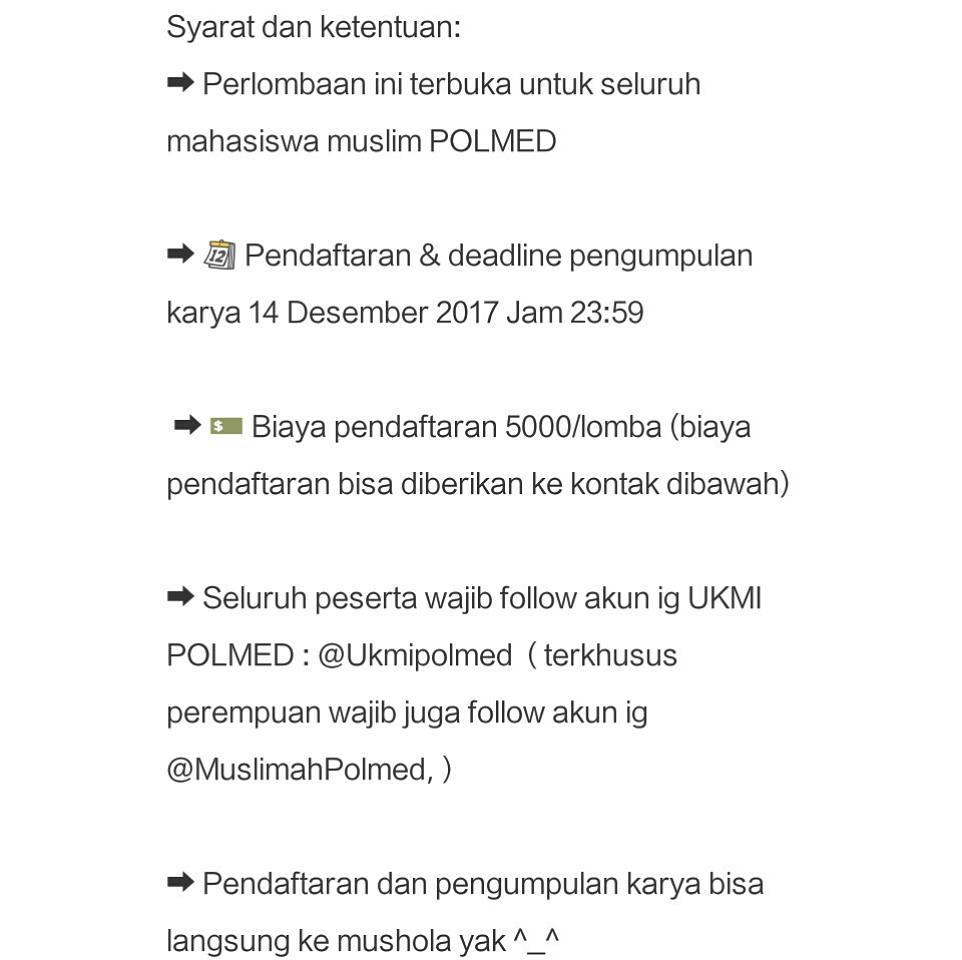 Syarat dan ketentuan:
➡ Perlombaan ini terbuka untuk seluruh
mahasiswa muslim POLMED
➡ 📆 Pendaftaran & deadline pengumpulan
karya 14 Desember 2017 Jam 23:59
➡ 💵 Biaya pendaftaran 5000/lomba (biaya
pendaftaran bisa diberikan ke kontak dibawah)
➡ Seluruh peserta wajib follow akun ig UKMI
POLMED : @Ukmipolmed ( terkhusus
perempuan wajib juga follow akun ig
@MuslimahPolmed, )
➡ Pendaftaran dan pengumpulan karya bisa
langsung ke mushola yak ^_^